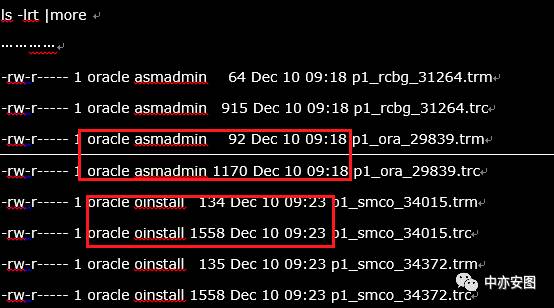 ls -lrt |more
…………
-rw-r----- 1 oracle asmadmin 64 Dec 10 09:18 p1_rcbg_31264.trm
-rw-r----- 1 oracle asmadmin 915 Dec 10 09:18 p1_rcbg_31264.trc
-rw-r----- 1 oracle asmadmin 92 Dec 10 09:18 p1_ora_29839.trm
-rw-r----- 1 oracle asmadmin 1170 Dec 10 09:18 p1_ora_29839.trc
-rw-r----- 1 oracle oinstall 134 Dec 10 09:23 p1_smco_34015.trm
-rw-r----- 1 oracle oinstall 1558 Dec 10 09:23 p1_smco_34015.trc
-rw-r----- 1 oracle oinstall 135 Dec 10 09:23 p1_smco_34372.trm
-rw-r----- 1 oracle oinstall 1558 Dec 10 09:23 p1_smco_34372.trc
中亦安图